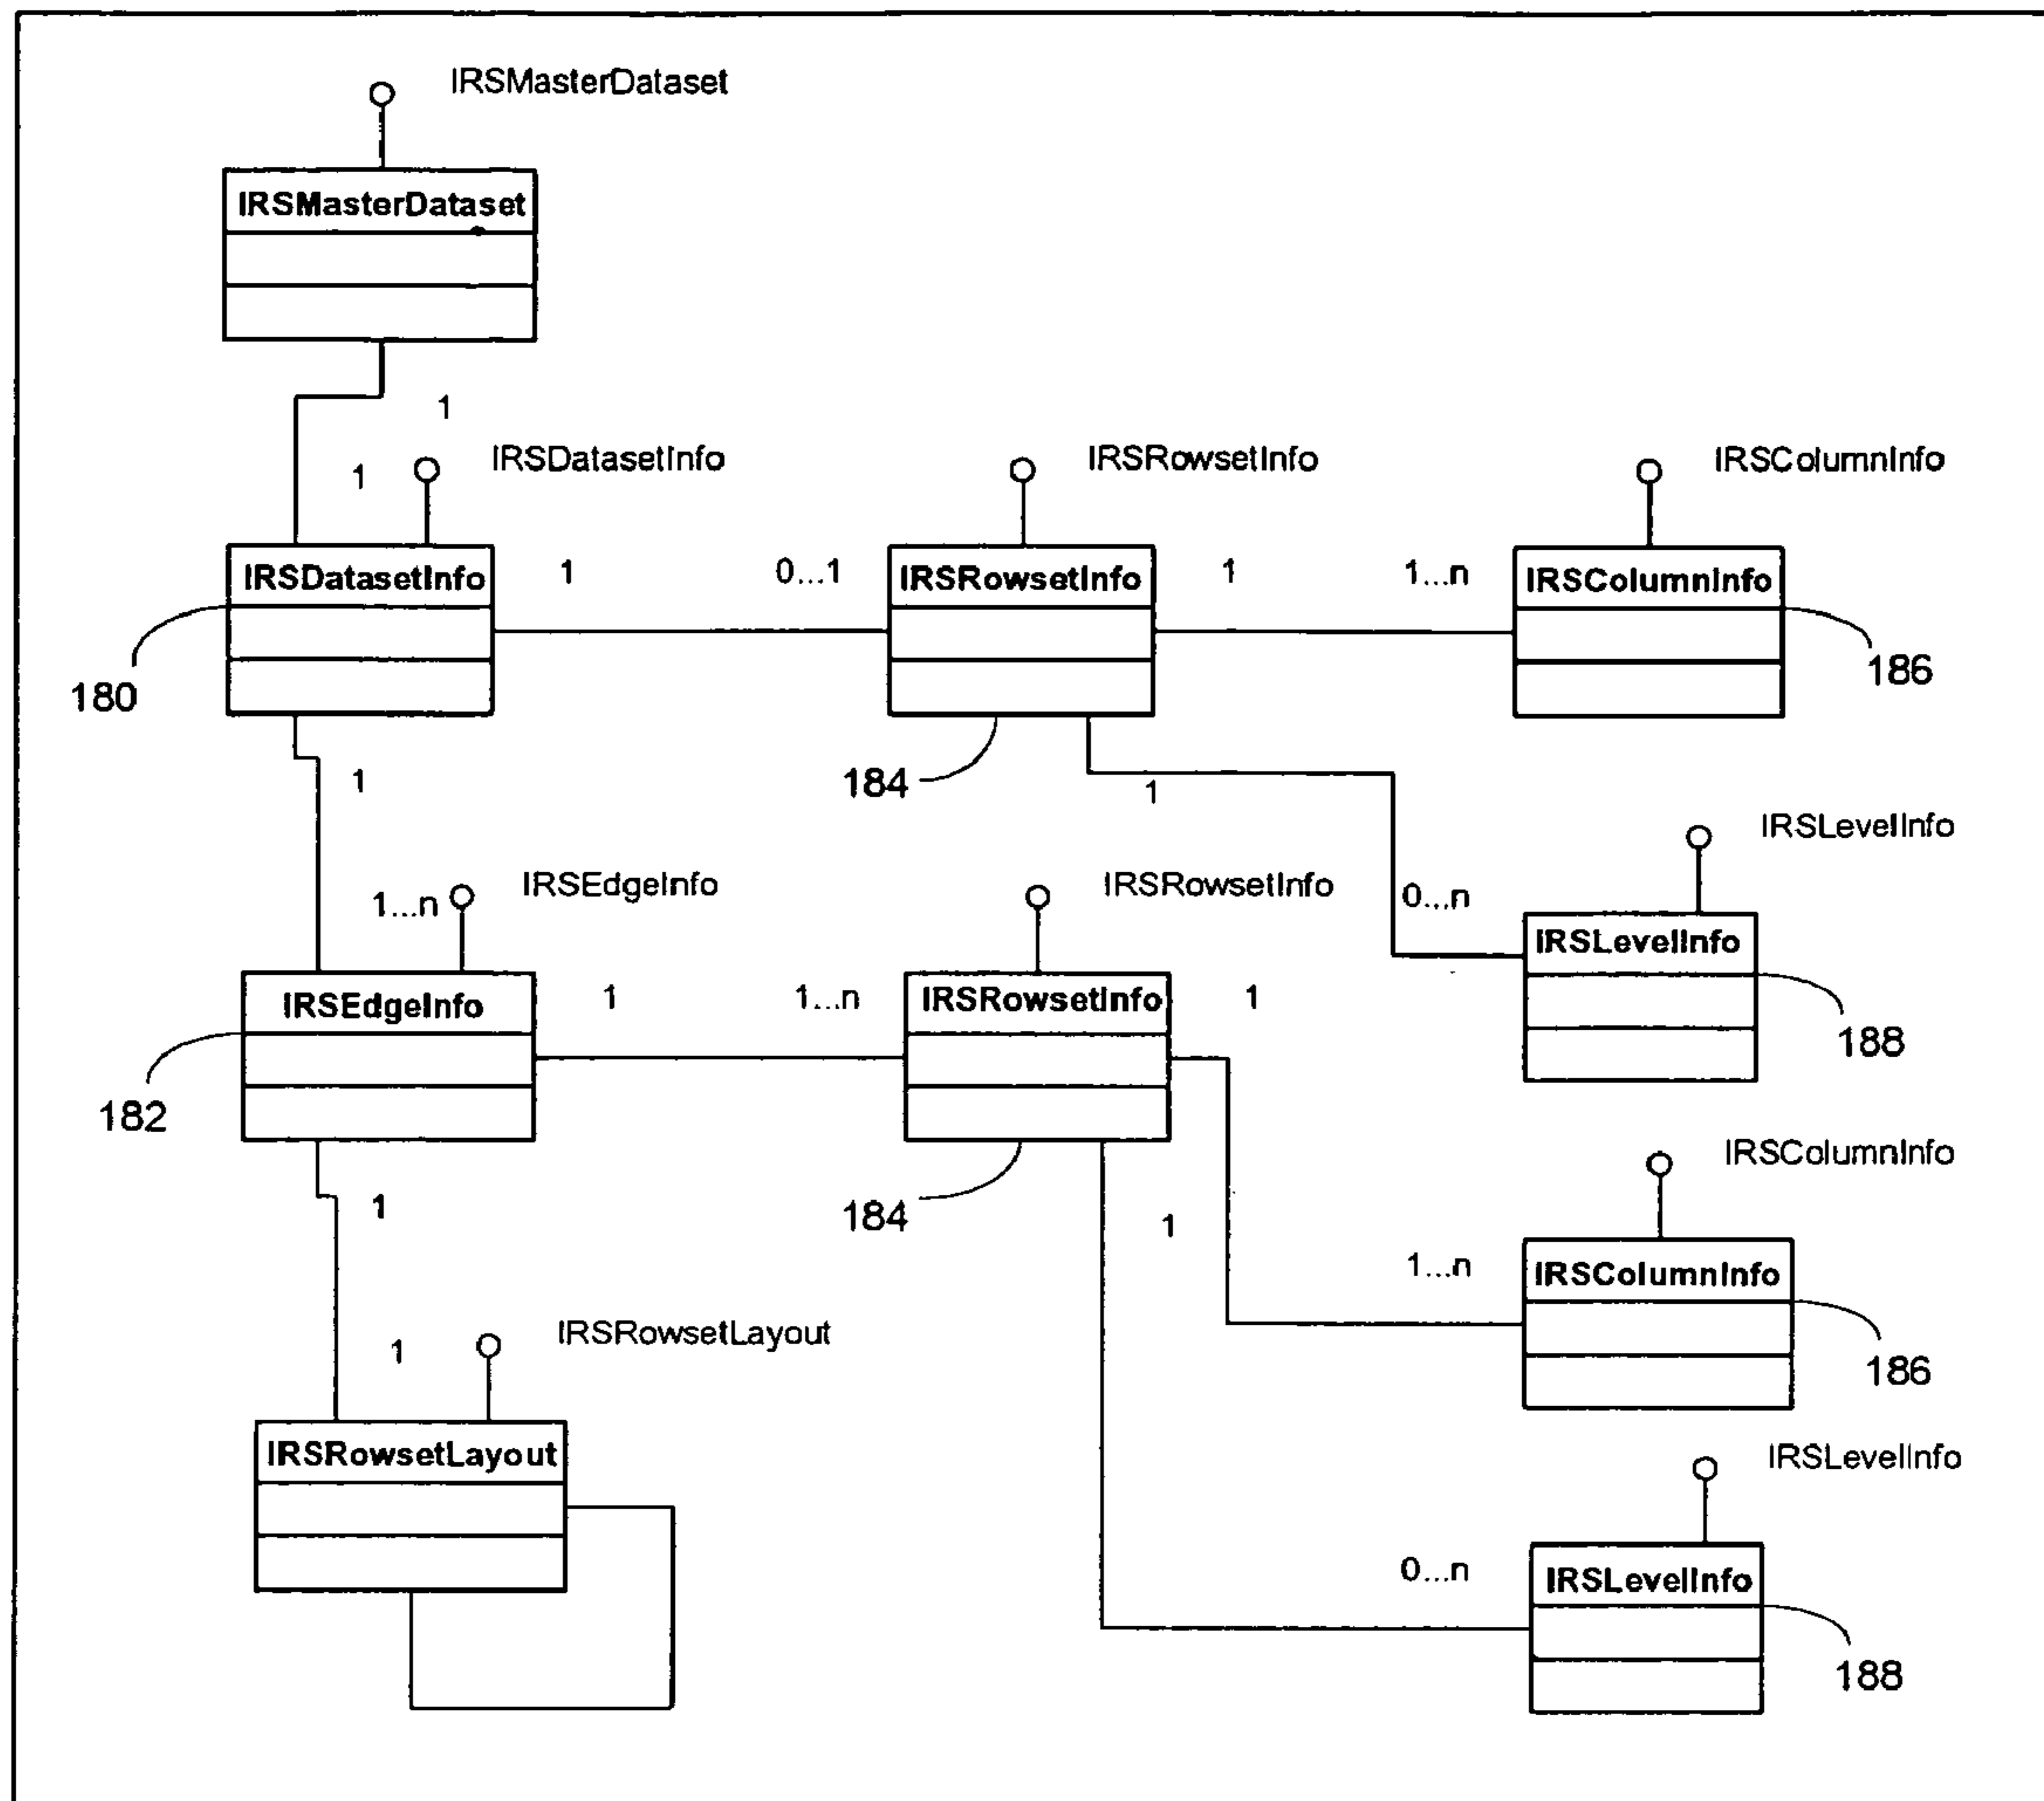 IRSMasterDataset
IRSMasterDataset
1
1
IRSDatasetInfo
IRSRowsetInfo
IRSColumnInfo
IRSDatasetInfo
1
0...1
IRSRowsetInfo
1
1...n
IRSColumnInfo
180
186
1
184
1
IRSLevelInfo
1...n
IRSEdgeInfo
IRSRowsetInfo
0...n
IRSLevelInfo
IRSEdgeInfo
1
1...n
IRSRowsetInfo
1
188
182
IRSColumnInfo
1
184
1
1...n
IRSColumnInfo
1
IRSRowsetLayout
186
IRSRowsetLayout
IRSLevelInfo
0...n
IRSLevelInfo
188